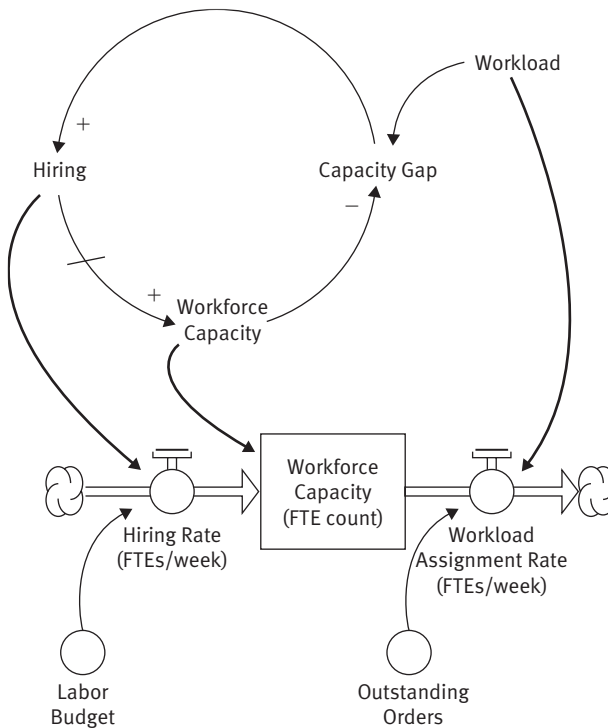 Workload
+
Hiring
Capacity Gap
−
+
Workforce
Capacity
Workforce
Capacity
(FTE count)
Hiring Rate
(FTEs/week)
Workload
Assignment Rate
(FTEs/week)
Labor
Budget
Outstanding
Orders